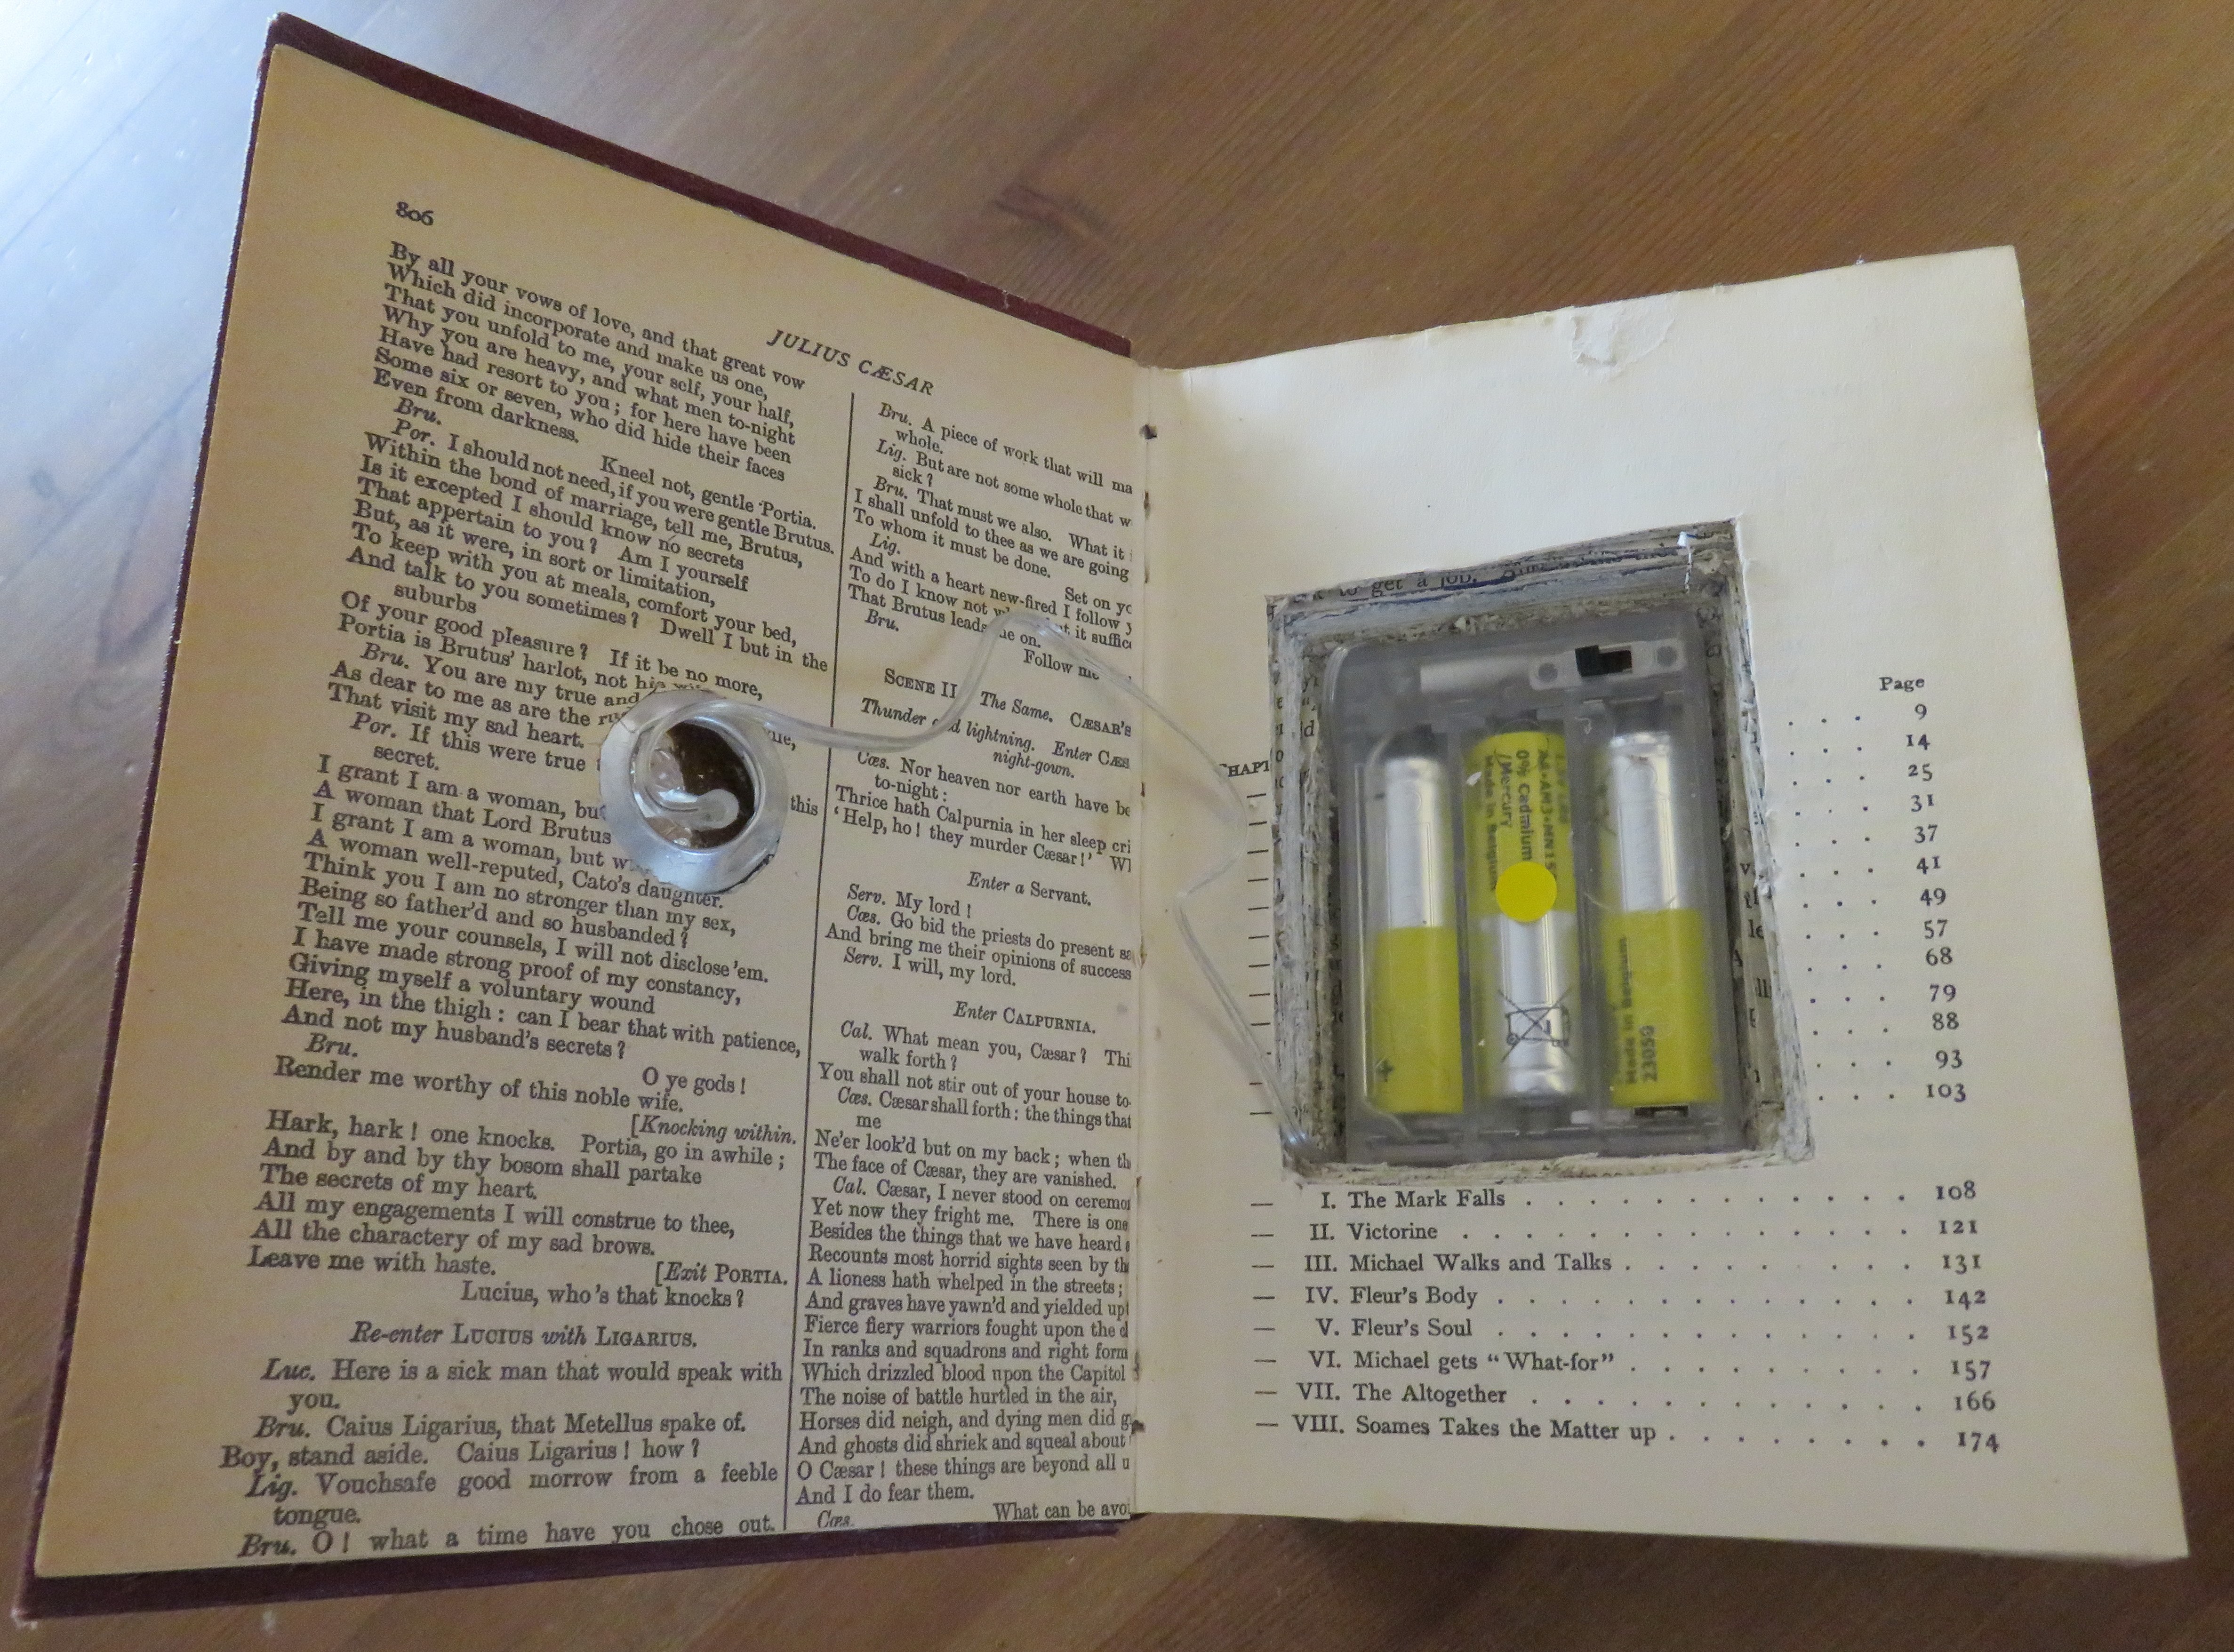 806
JULIUS CÆSAR
By all your vows of love, and that great vow
Which did incorporate and make us one,
That you unfold to me, your self, your half,
Why you are heavy, and what men to-night
Have had resort to you; for here have been
Some six or seven, who did hide their faces
Even from darkness.
Bru. Kneel not, gentle Portia.
Por. I should not need, if you were gentle Brutus.
Within the bond of marriage, tell me, Brutus,
Is it excepted I should know no secrets
That appertain to you? Am I yourself
But, as it were, in sort or limitation,
To keep with you at meals, comfort your bed,
And talk to you sometimes? Dwell I but in the
suburbs
Of your good pleasure? If it be no more,
Portia is Brutus' harlot, not his
Bru. You are my true and
As dear to me as are the
That visit my sad heart.
Por. If this were true this
secret.
I grant I am a woman, but
A woman that Lord Brutus
I grant I am a woman, but
A woman well-reputed, Cato's daughter.
Think you I am no stronger than my sex,
Being so father'd and so husbanded?
Tell me your counsels, I will not disclose 'em.
I have made strong proof of my constancy,
Giving myself a voluntary wound
Here, in the thigh: can I bear that with patience,
And not my husband's secrets?
Bru. O ye gods!
Render me worthy of this noble wife.
[Knocking within.
Hark, hark! one knocks. Portia, go in awhile;
And by and by thy bosom shall partake
The secrets of my heart.
All my engagements I will construe to thee,
All the charactery of my sad brows.
Leave me with haste. [Exit PORTIA.
Lucius, who's that knocks?
Re-enter LUCIUS with LIGARIUS.
Luc. Here is a sick man that would speak with
you.
Bru. Caius Ligarius, that Metellus spake of.
Boy, stand aside. Caius Ligarius! how?
Lig. Vouchsafe good morrow from a feeble
tongue.
Bru. O! what a time have you chose out.
Bru. A piece of work that will
whole.
Lig. But are not some whole that
sick?
Bru. That must we also. What it
I shall unfold to thee as we are going
To whom it must be done.
Lig. Set on
And with a heart new-fired I follow
To do I know not it
That Brutus leads me on.
Bru. Follow me
SCENE II The Same. CÆSAR'S
Thunder and lightning. Enter
night-gown.
Cæs. Nor heaven nor earth have
to-night:
Thrice hath Calpurnia in her sleep
'Help, ho! they murder Cæsar!'
Enter a Servant.
Serv. My lord!
Cæs. Go bid the priests do present
And bring me their opinions of success
Serv. I will, my lord.
Enter CALPURNIA.
Cal. What mean you, Cæsar?
walk forth?
You shall not stir out of your house to
Cæs. Cæsar shall forth: the things that
me
Ne'er look'd but on my back; when
The face of Cæsar, they are vanished.
Cal. Cæsar, I never stood on
Yet now they fright me. There is one
Besides the things that we have heard
Recounts most horrid sights seen by
A lioness hath whelped in the streets;
And graves have yawn'd and yielded up
Fierce fiery warriors fought upon the
In ranks and squadrons and right form
Which drizzled blood upon the Capitol
The noise of battle hurtled in the air,
Horses did neigh, and dying men did
And ghosts did shriek and squeal about
O Cæsar! these things are beyond all
And I do fear them.
Cæs. What can be
to get a job.
Page
9
14
25
31
37
41
49
57
68
79
88
93
103
— I. The Mark Falls . . . . . . . . . . . . . 108
— II. Victorine . . . . . . . . . . . . . . . 121
— III. Michael Walks and Talks . . . . . . . . . 131
— IV. Fleur's Body . . . . . . . . . . . . . 142
— V. Fleur's Soul . . . . . . . . . . . . . 152
— VI. Michael gets "What-for" . . . . . . . . . 157
— VII. The Altogether . . . . . . . . . . . . 166
— VIII. Soames Takes the Matter up . . . . . . . . 174
0% Cadmium
/Mercury
Made in Belgium
+
Made in Belgium
23059